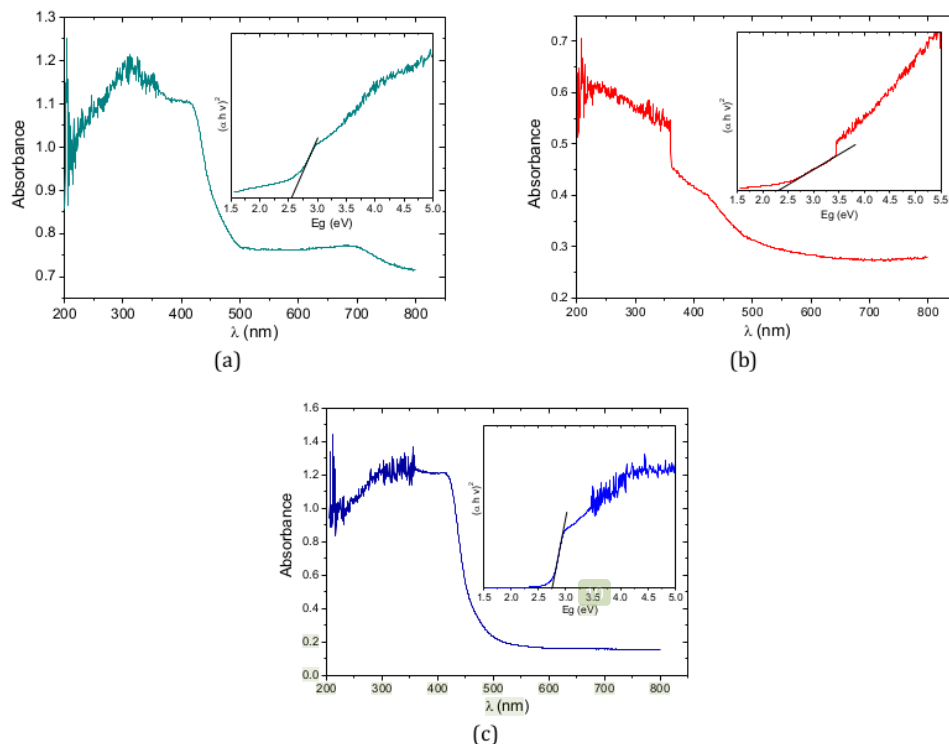 1.3
1.2
1.1
1.0
0.9
0.8
0.7
Absorbance
200 300 400 500 600 700 800
λ (nm)
(α h ν)²
1.5 2.0 2.5 3.0 3.5 4.0 4.5 5.0
Eg (eV)
(a)
0.7
0.6
0.5
0.4
0.3
0.2
Absorbance
200 300 400 500 600 700 800
λ (nm)
(α h ν)²
1.5 2.0 2.5 3.0 3.5 4.0 4.5 5.0 5.5
Eg (eV)
(b)
1.6
1.4
1.2
1.0
0.8
0.6
0.4
0.2
0.0
Absorbance
200 300 400 500 600 700 800
λ (nm)
(α h ν)²
1.5 2.0 2.5 3.0 3.5 4.0 4.5 5.0
Eg (eV)
(c)